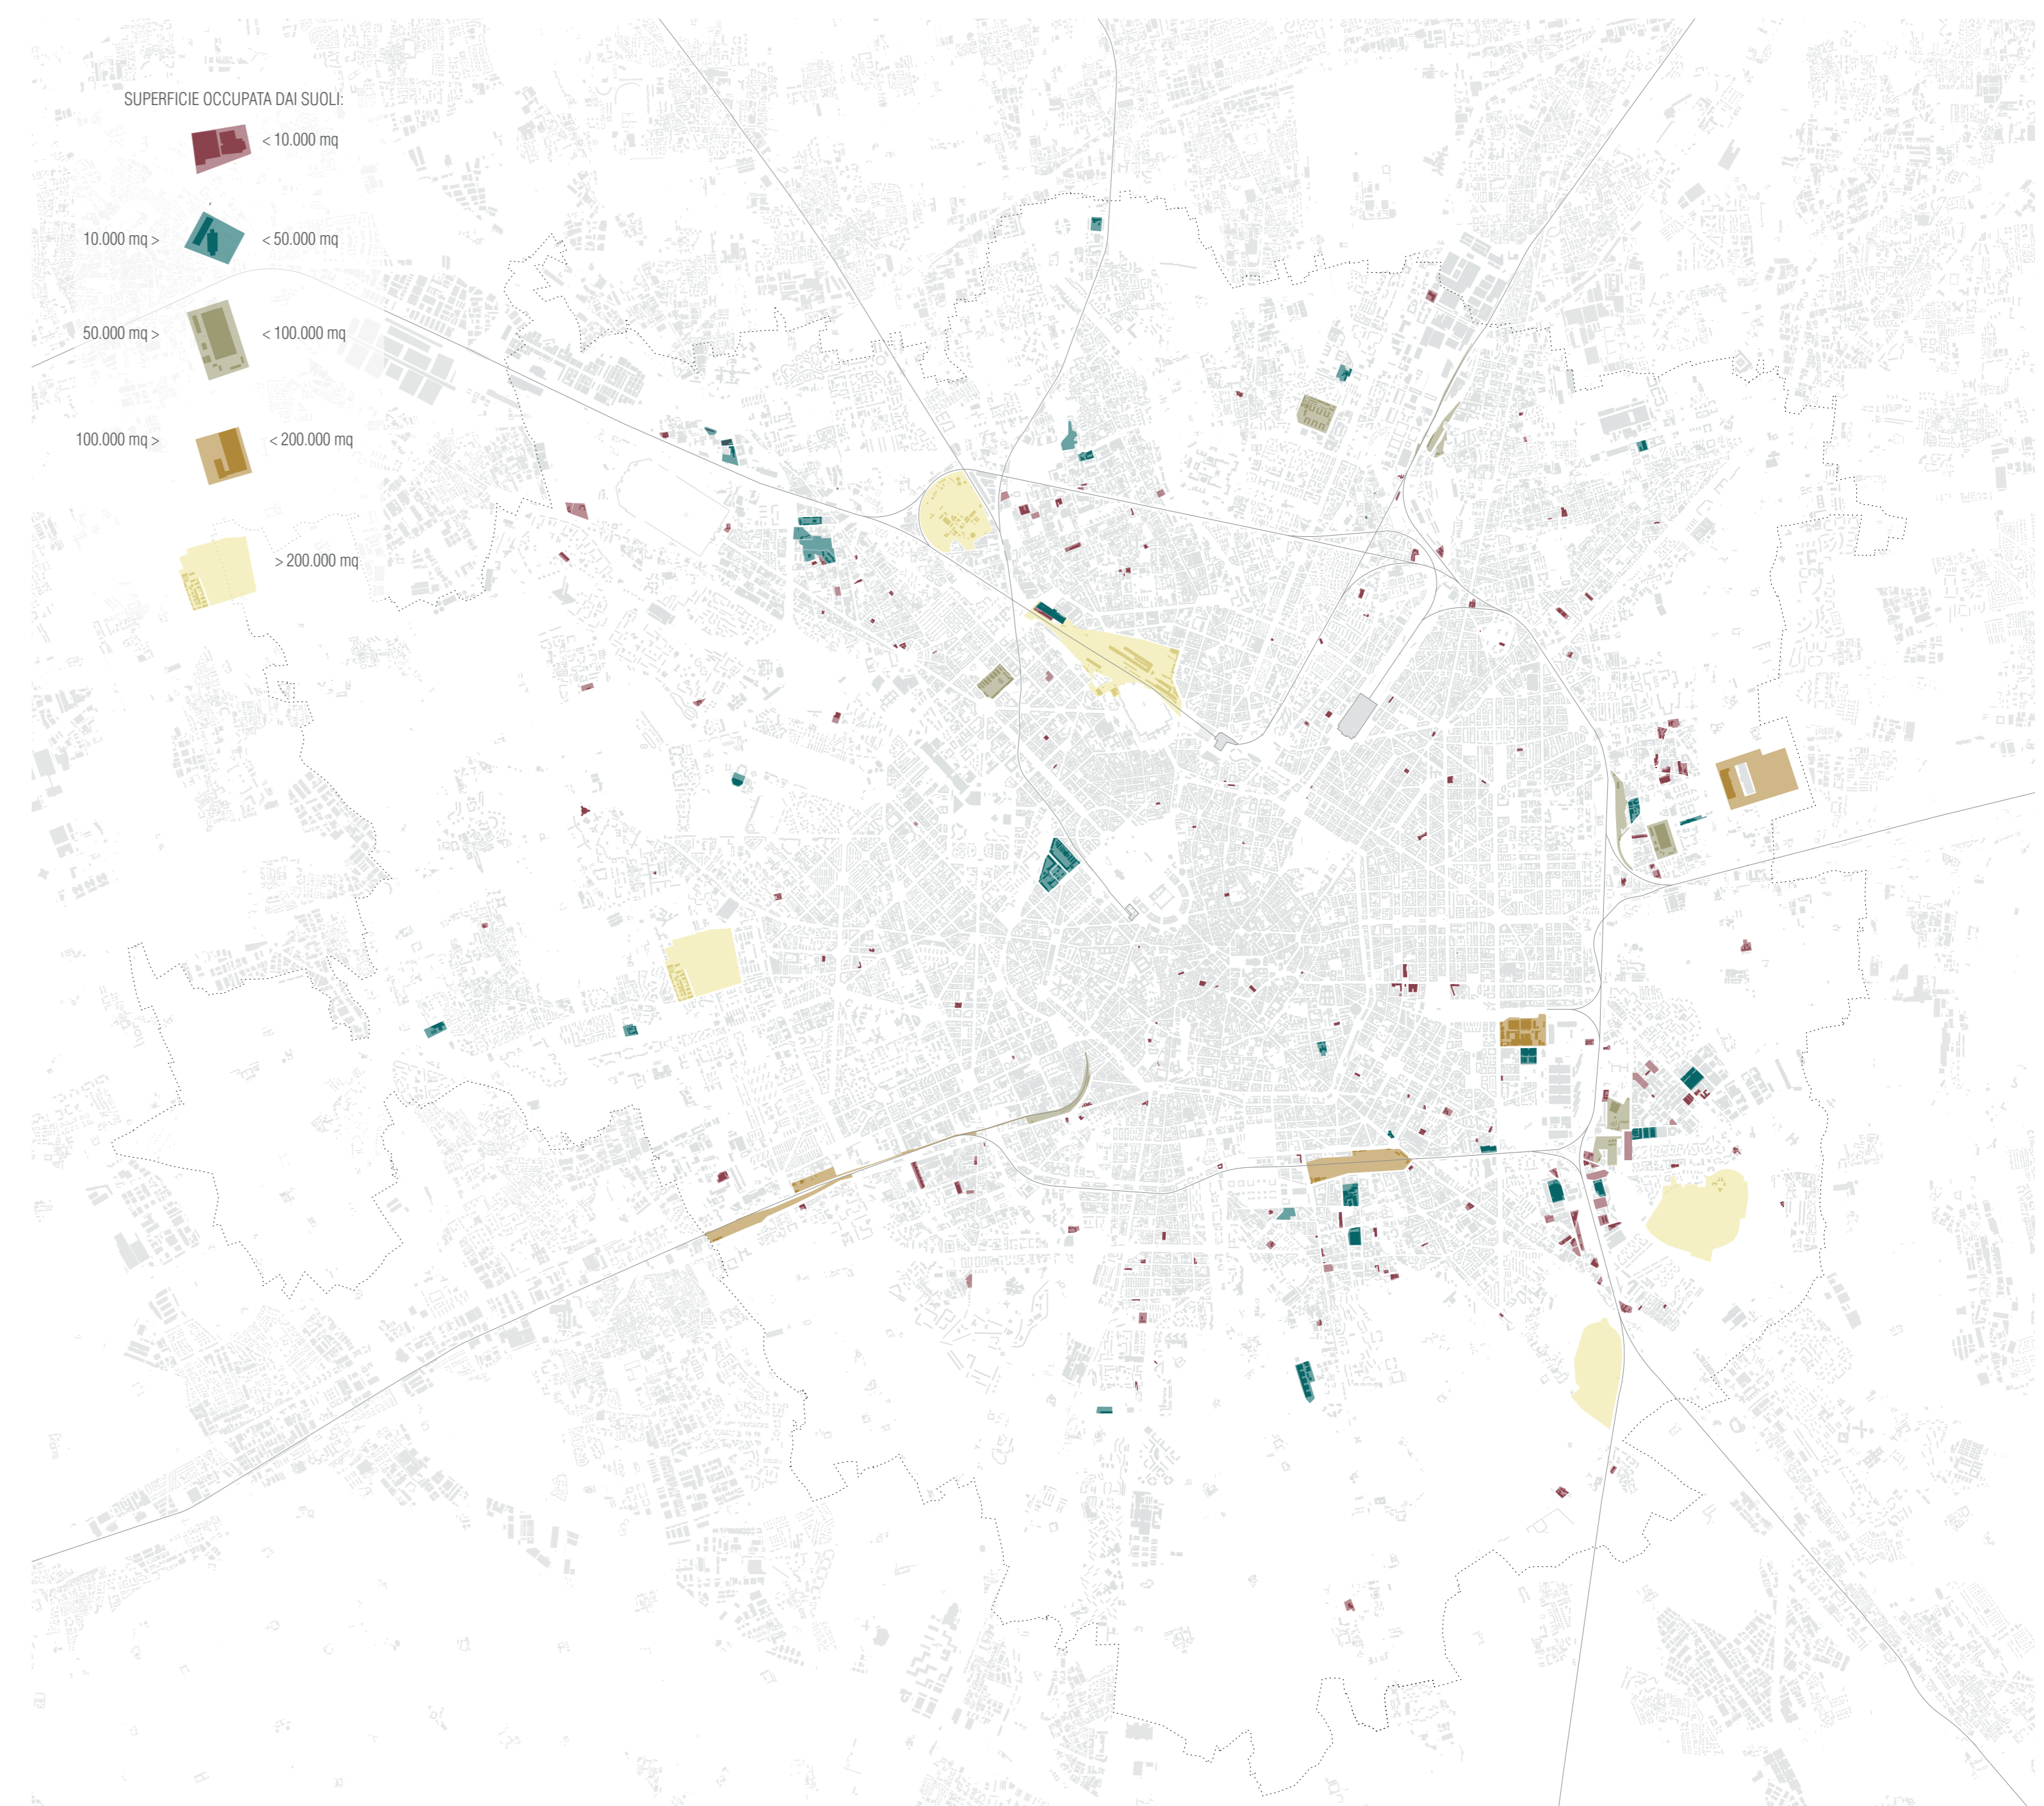 SUPERFICIE OCCUPATA DAI SUOLI:
< 10.000 mq
10.000 mq > < 50.000 mq
50.000 mq > < 100.000 mq
100.000 mq > < 200.000 mq
> 200.000 mq